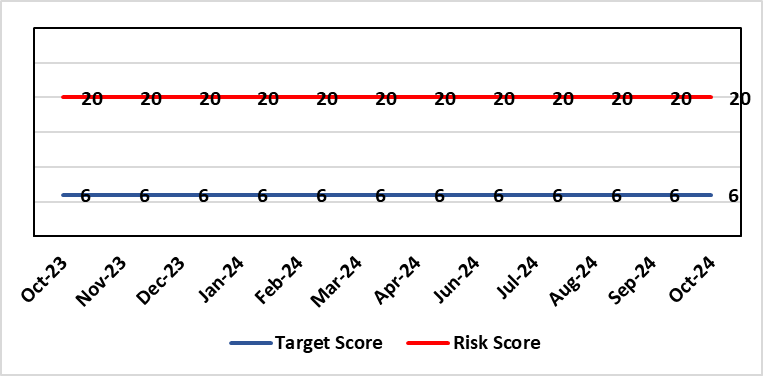 20 20 20 20 20 20 20 20 20 20 20 20
6 6 6 6 6 6 6 6 6 6 6 6
Oct-23 Nov-23 Dec-23 Jan-24 Feb-24 Mar-24 Apr-24 Jun-24 Jul-24 Aug-24 Sep-24 Oct-24
Target Score Risk Score